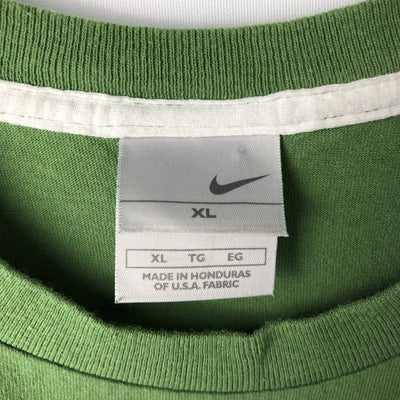 XL
XL TG EG
MADE IN HONDURAS
OF U.S.A. FABRIC